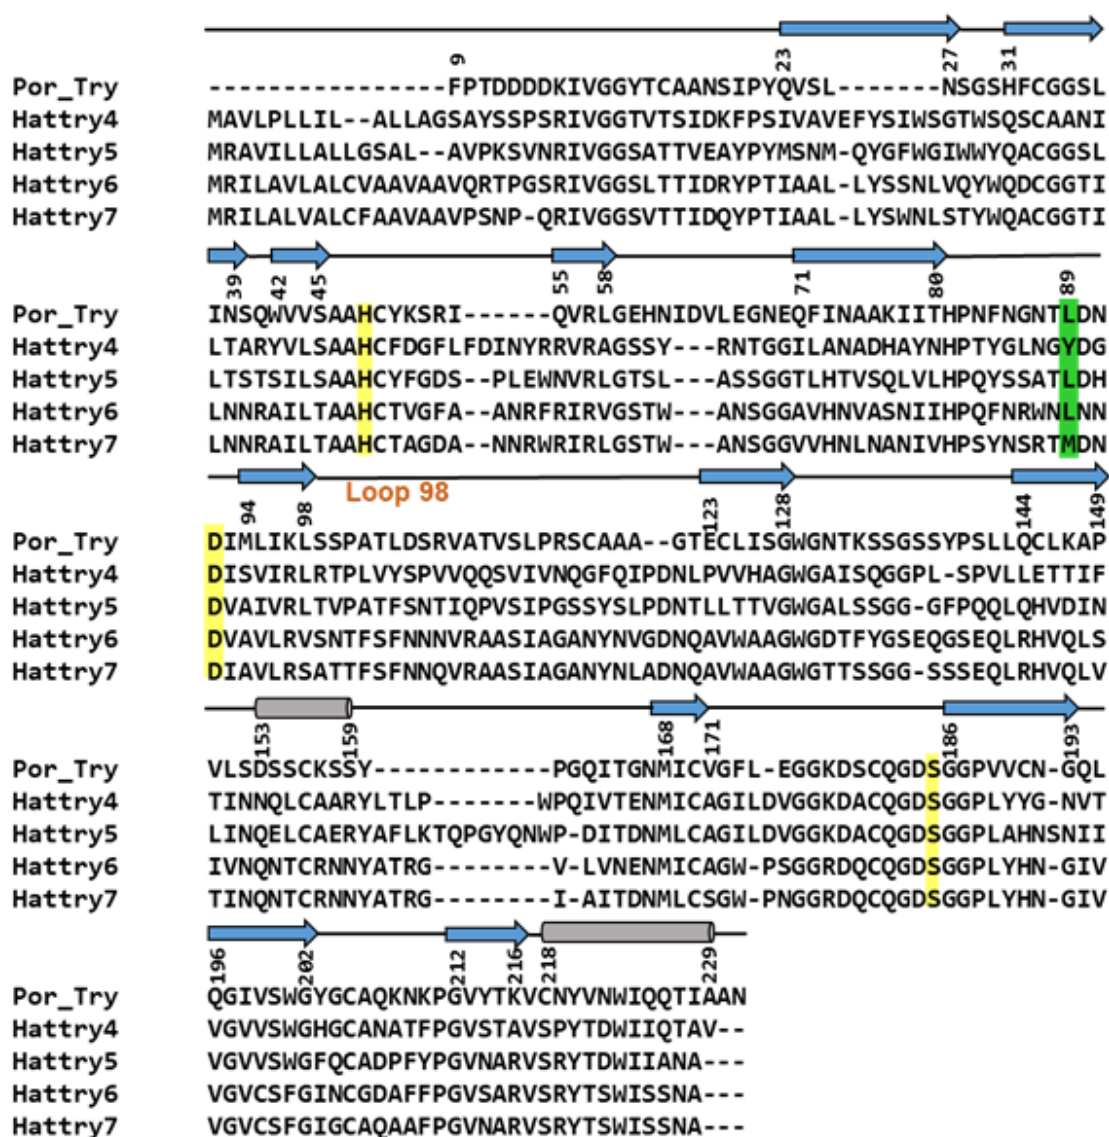 9 23 27 31
Por_Try ---------------FPTDDDDKIVGGYTCAANSIPYQVSL-------NSGSHFCGGSL
Hattry4 MAVLPLLIL--ALLAGSAYSSPSRIVGGTVTSIDKFPSIVAVEFYSIWSGTWSQSCAANI
Hattry5 MRAVILLALLGSAL--AVPKSVNRIVGGSATTVEAYPYMSNM-QYGFWGIWWYQACGGSL
Hattry6 MRILAVLALCVAAVAAVQRTPGSRIVGGSLTTIDRYPTIAAL-LYSSNLVQYWQDCGGTI
Hattry7 MRILALVALCFAAVAAVPSNP-QRIVGGSVTTIDQYPTIAAL-LYSWNLSTYWQACGGTI
39 42 45 55 58 71 80 89
Por_Try INSQWVVSAAHCYKSRI------QVRLGEHNIDVLEGNEQFINAAKIITHPNFNGNTLDN
Hattry4 LTARYVLSAAHCFDGFLFDINYRRVRAGSSY---RNTGGILANADHAYNHPTYGLNGYDG
Hattry5 LTSTSILSAAHCYFGDS--PLEWNVRLGTSL---ASSGGTLHTVSQLVLHPQYSSATLDH
Hattry6 LNNRAILTAAHCTVGFA--ANRFRIRVGSTW---ANSGGAVHNVASNIIHPQFNRWNLNN
Hattry7 LNNRAILTAAHCTAGDA--NNRWRIRLGSTW---ANSGGVVHNLNANIVHPSYNSRTMDN
Loop 98
94 98 123 128 144 149
Por_Try DIMLIKLSSPATLDSRVATVSLPRSCAAA--GTECLISGWGNTKSSGSSYPSLLQCLKAP
Hattry4 DISVIRLRTPLVYSPVVQQSVIVNQGFQIPDNLPVVHAGWGAISQGGPL-SPVLLETTIF
Hattry5 DVAIVRLTVPATFSNTIQPVSIPGSSYSLPDNTLLTTVGWGALSSGG-GFPQQLQHVDIN
Hattry6 DVAVLRVSNTFSFNNNVRAASIAGANYNVGDNQAVWAAGWGDTFYGSEQGSEQLRHVQLS
Hattry7 DIAVLRSATTFSFNNQVRAASIAGANYNLADNQAVWAAGWGTTSSGG-SSSEQLRHVQLV
153 159 168 171 186 193
Por_Try VLSDSSCKSSY-----------PGQITGNMICVGFL-EGGKDSCQGDSGGPVVCN-GQL
Hattry4 TINNQLCAARYLTLP-------WPQIVTENMICAGILDVGGKDACQGDSGGPLYYG-NVT
Hattry5 LINQELCAERYAFLKTQPGYQNWP-DITDNMLCAGILDVGGKDACQGDSGGPLAHNSNII
Hattry6 IVNQNTCRNNYATRG--------V-LVNENMICAGW-PSGGRDQCQGDSGGPLYHN-GIV
Hattry7 TINQNTCRNNYATRG--------I-AITDNMLCSGW-PNGGRDQCQGDSGGPLYHN-GIV
196 202 212 216 218 229
Por_Try QGIVSWGYGCAQKNKPGVYTKVCNYVNWIQQTIAAN
Hattry4 VGVVSWGHGCANATFPGVSTAVSPYTDWIIQTAV--
Hattry5 VGVVSWGFQCADPFYPGVNARVSRYTDWIIANA---
Hattry6 VGVCSFGINCGDAFFPGVSARVSRYTSWISSNA---
Hattry7 VGVCSFGIGCAQAAFPGVNARVSRYTSWISSNA---